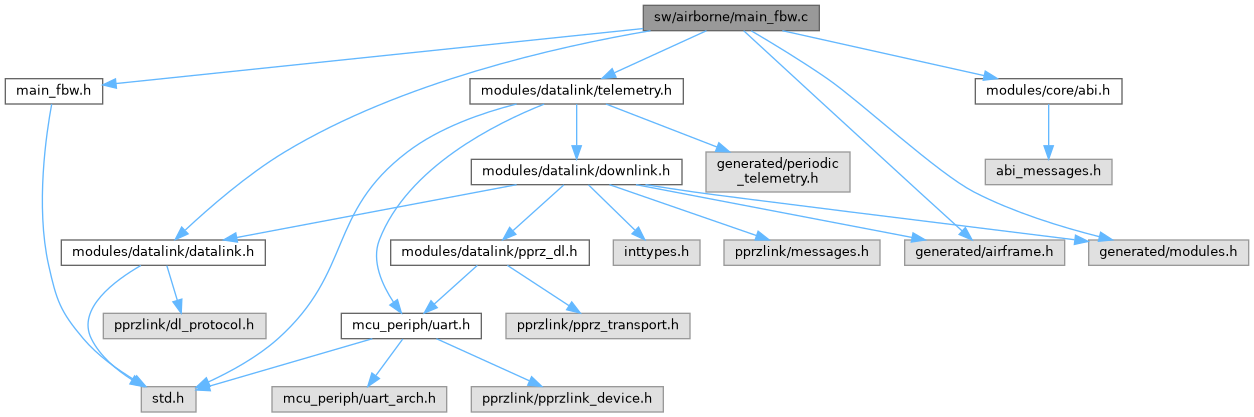 sw/airborne/main_fbw.c
main_fbw.h
modules/datalink/telemetry.h
modules/core/abi.h
generated/periodic
_telemetry.h
modules/datalink/downlink.h
abi_messages.h
modules/datalink/datalink.h
modules/datalink/pprz_dl.h
inttypes.h
pprzlink/messages.h
generated/airframe.h
generated/modules.h
pprzlink/dl_protocol.h
mcu_periph/uart.h
pprzlink/pprz_transport.h
std.h
mcu_periph/uart_arch.h
pprzlink/pprzlink_device.h